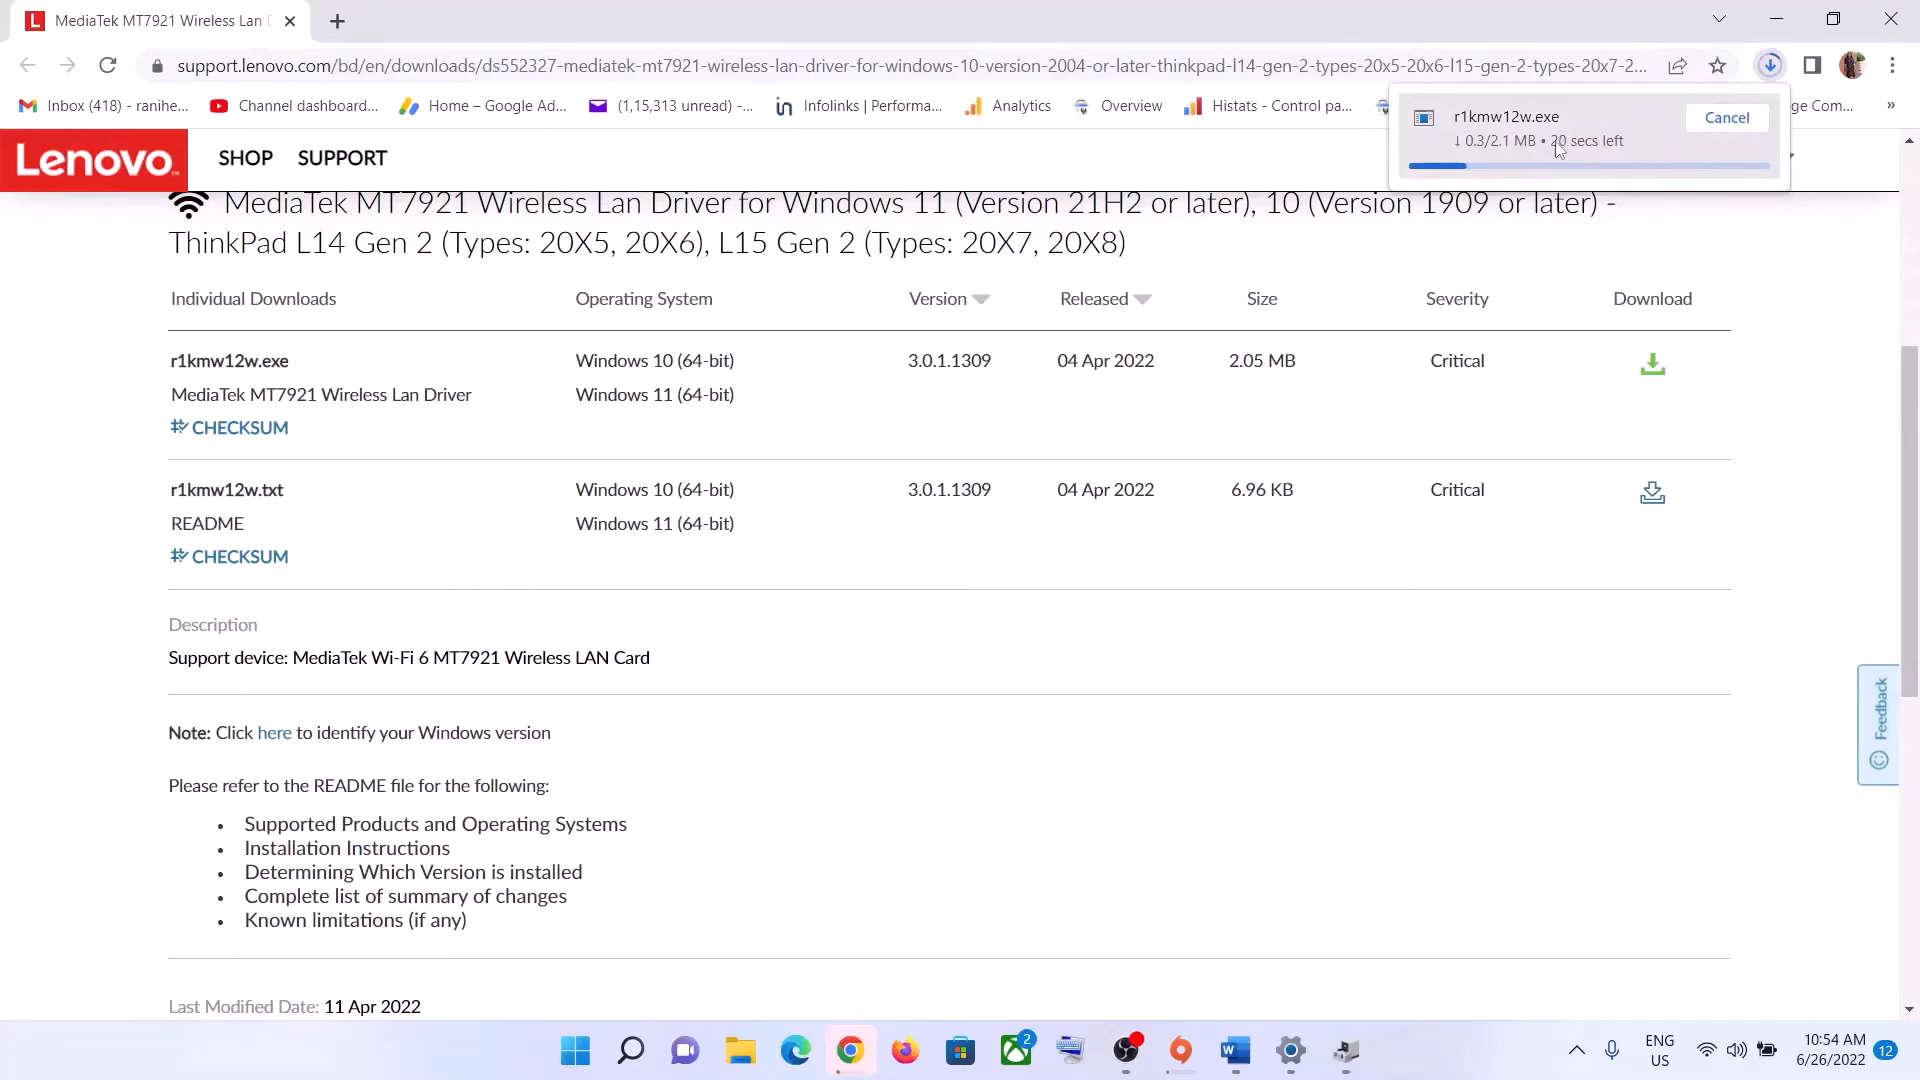 MediaTek MT7921 Wireless Lan D
support.lenovo.com/bd/en/downloads/ds552327-mediatek-mt7921-wireless-lan-driver-for-windows-10-version-2004-or-later-thinkpad-l14-gen-2-types-20x5-20x6-l15-gen-2-types-20x7-2...
Inbox (418) - ranihe... Channel dashboard... Home – Google Ad... (1,15,313 unread) -... Infolinks | Performa... Analytics Overview Histats - Control pa... ge Com... »
r1kmw12w.exe Cancel
↓ 0.3/2.1 MB • 20 secs left
Lenovo SHOP SUPPORT
MediaTek MT7921 Wireless Lan Driver for Windows 11 (Version 21H2 or later), 10 (Version 1909 or later) -
ThinkPad L14 Gen 2 (Types: 20X5, 20X6), L15 Gen 2 (Types: 20X7, 20X8)
Individual Downloads Operating System Version Released Size Severity Download
r1kmw12w.exe Windows 10 (64-bit) 3.0.1.1309 04 Apr 2022 2.05 MB Critical
MediaTek MT7921 Wireless Lan Driver Windows 11 (64-bit)
CHECKSUM
r1kmw12w.txt Windows 10 (64-bit) 3.0.1.1309 04 Apr 2022 6.96 KB Critical
README Windows 11 (64-bit)
CHECKSUM
Description
Support device: MediaTek Wi-Fi 6 MT7921 Wireless LAN Card
Feedback
Note: Click here to identify your Windows version
Please refer to the README file for the following:
• Supported Products and Operating Systems
• Installation Instructions
• Determining Which Version is installed
• Complete list of summary of changes
• Known limitations (if any)
Last Modified Date: 11 Apr 2022
2
ENG 10:54 AM
US 6/26/2022 12